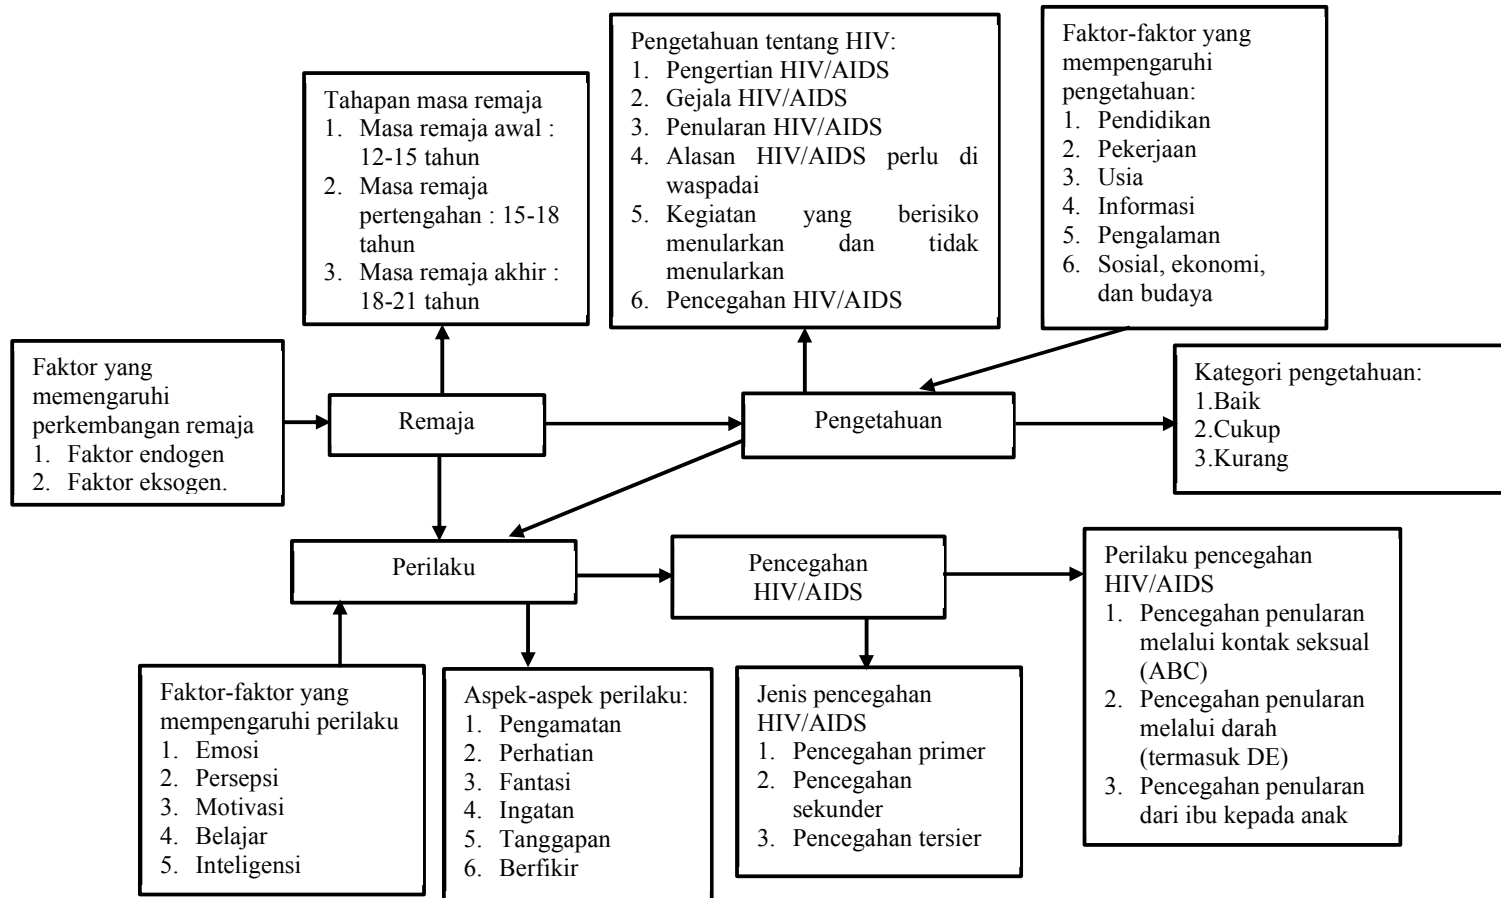 Tahapan masa remaja
1. Masa remaja awal :
12-15 tahun
2. Masa remaja
pertengahan : 15-18
tahun
3. Masa remaja akhir :
18-21 tahun
Pengetahuan tentang HIV:
1. Pengertian HIV/AIDS
2. Gejala HIV/AIDS
3. Penularan HIV/AIDS
4. Alasan HIV/AIDS perlu di
waspadai
5. Kegiatan yang berisiko
menularkan dan tidak
menularkan
6. Pencegahan HIV/AIDS
Faktor-faktor yang
mempengaruhi
pengetahuan:
1. Pendidikan
2. Pekerjaan
3. Usia
4. Informasi
5. Pengalaman
6. Sosial, ekonomi,
dan budaya
Faktor yang
memengaruhi
perkembangan remaja
1. Faktor endogen
2. Faktor eksogen.
Remaja
Pengetahuan
Kategori pengetahuan:
1.Baik
2.Cukup
3.Kurang
Perilaku
Pencegahan
HIV/AIDS
Perilaku pencegahan
HIV/AIDS
1. Pencegahan penularan
melalui kontak seksual
(ABC)
2. Pencegahan penularan
melalui darah
(termasuk DE)
3. Pencegahan penularan
dari ibu kepada anak
Faktor-faktor yang
mempengaruhi perilaku
1. Emosi
2. Persepsi
3. Motivasi
4. Belajar
5. Inteligensi
Aspek-aspek perilaku:
1. Pengamatan
2. Perhatian
3. Fantasi
4. Ingatan
5. Tanggapan
6. Berfikir
Jenis pencegahan
HIV/AIDS
1. Pencegahan primer
2. Pencegahan
sekunder
3. Pencegahan tersier